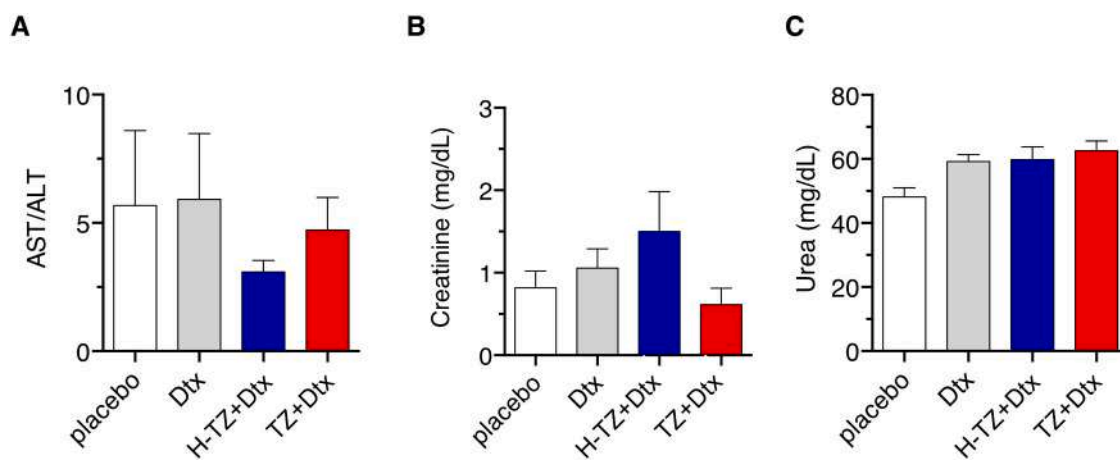 A
AST/ALT
10
5
0
placebo
Dtx
H-TZ+Dtx
TZ+Dtx
B
Creatinine (mg/dL)
3
2
1
0
placebo
Dtx
H-TZ+Dtx
TZ+Dtx
C
Urea (mg/dL)
80
60
40
20
0
placebo
Dtx
H-TZ+Dtx
TZ+Dtx